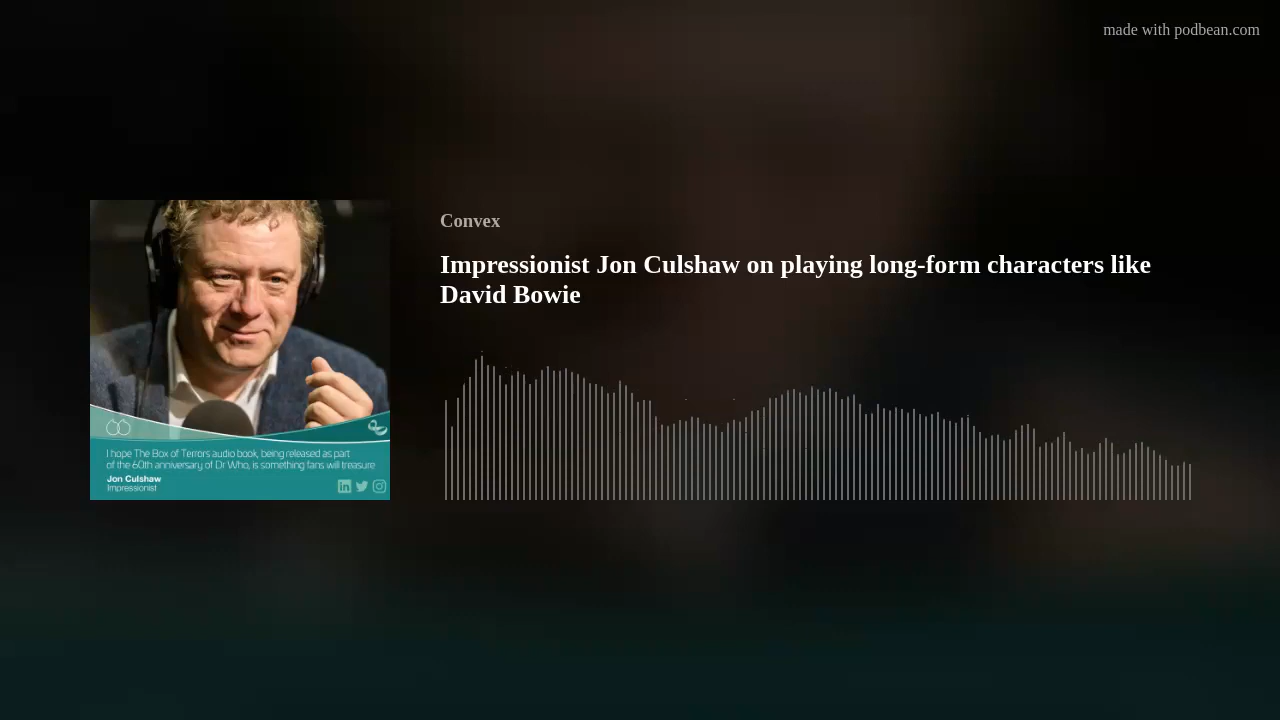 made with podbean.com
Convex
Impressionist Jon Culshaw on playing long-form characters like
David Bowie
I hope The Box of Terrors audio book, being released as part
of the 60th anniversary of Dr Who, is something fans will treasure
Jon Culshaw
Impressionist